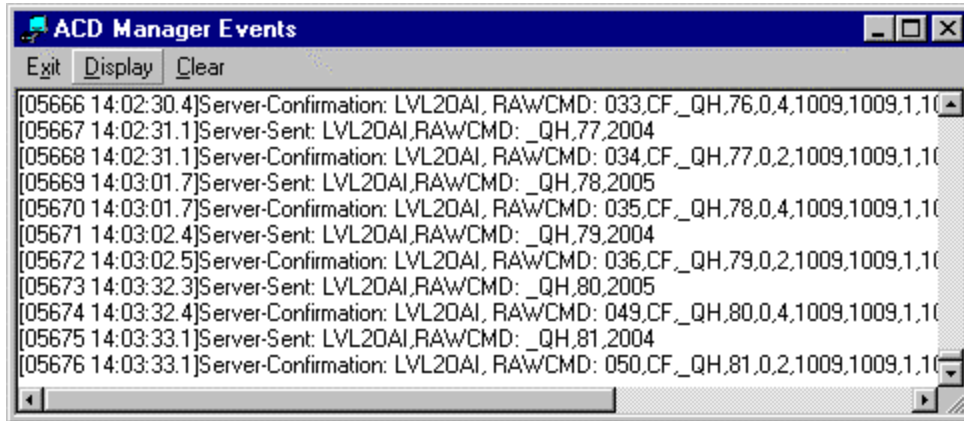 ACD Manager Events
Exit Display Clear
[05666 14:02:30.4]Server-Confirmation: LVL2OAI, RAWCMD: 033,CF,_QH,76,0,4,1009,1009,1,10
[05667 14:02:31.1]Server-Sent: LVL2OAI,RAWCMD: _QH,77,2004
[05668 14:02:31.1]Server-Confirmation: LVL2OAI, RAWCMD: 034,CF,_QH,77,0,2,1009,1009,1,10
[05669 14:03:01.7]Server-Sent: LVL2OAI,RAWCMD: _QH,78,2005
[05670 14:03:01.7]Server-Confirmation: LVL2OAI, RAWCMD: 035,CF,_QH,78,0,4,1009,1009,1,10
[05671 14:03:02.4]Server-Sent: LVL2OAI,RAWCMD: _QH,79,2004
[05672 14:03:02.5]Server-Confirmation: LVL2OAI, RAWCMD: 036,CF,_QH,79,0,2,1009,1009,1,10
[05673 14:03:32.3]Server-Sent: LVL2OAI,RAWCMD: _QH,80,2005
[05674 14:03:32.4]Server-Confirmation: LVL2OAI, RAWCMD: 049,CF,_QH,80,0,4,1009,1009,1,10
[05675 14:03:33.1]Server-Sent: LVL2OAI,RAWCMD: _QH,81,2004
[05676 14:03:33.1]Server-Confirmation: LVL2OAI, RAWCMD: 050,CF,_QH,81,0,2,1009,1009,1,10